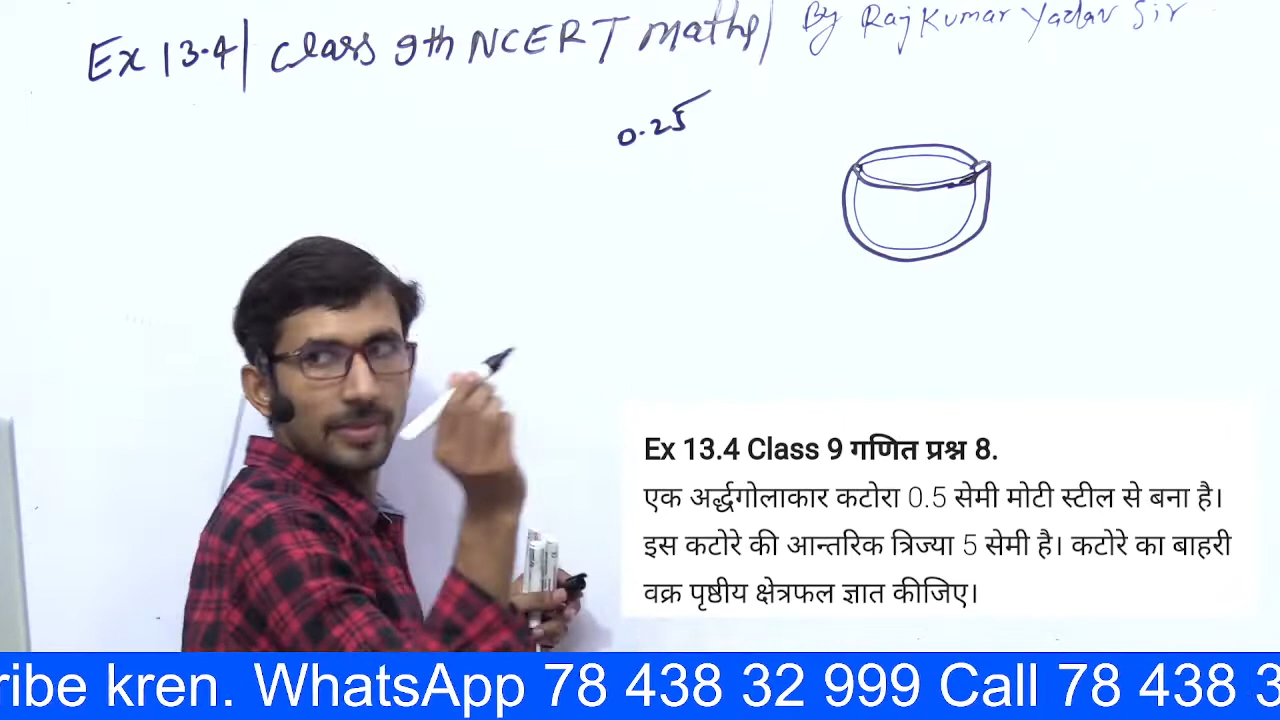 Ex 13.4 | Class 9th NCERT maths | By Raj Kumar Yadav Sir
0.25
Ex 13.4 Class 9 गणित प्रश्न 8.
एक अर्द्धगोलाकार कटोरा 0.5 सेमी मोटी स्टील से बना है।
इस कटोरे की आन्तरिक त्रिज्या 5 सेमी है। कटोरे का बाहरी
वक्र पृष्ठीय क्षेत्रफल ज्ञात कीजिए।
ribe kren. WhatsApp 78 438 32 999 Call 78 438 3